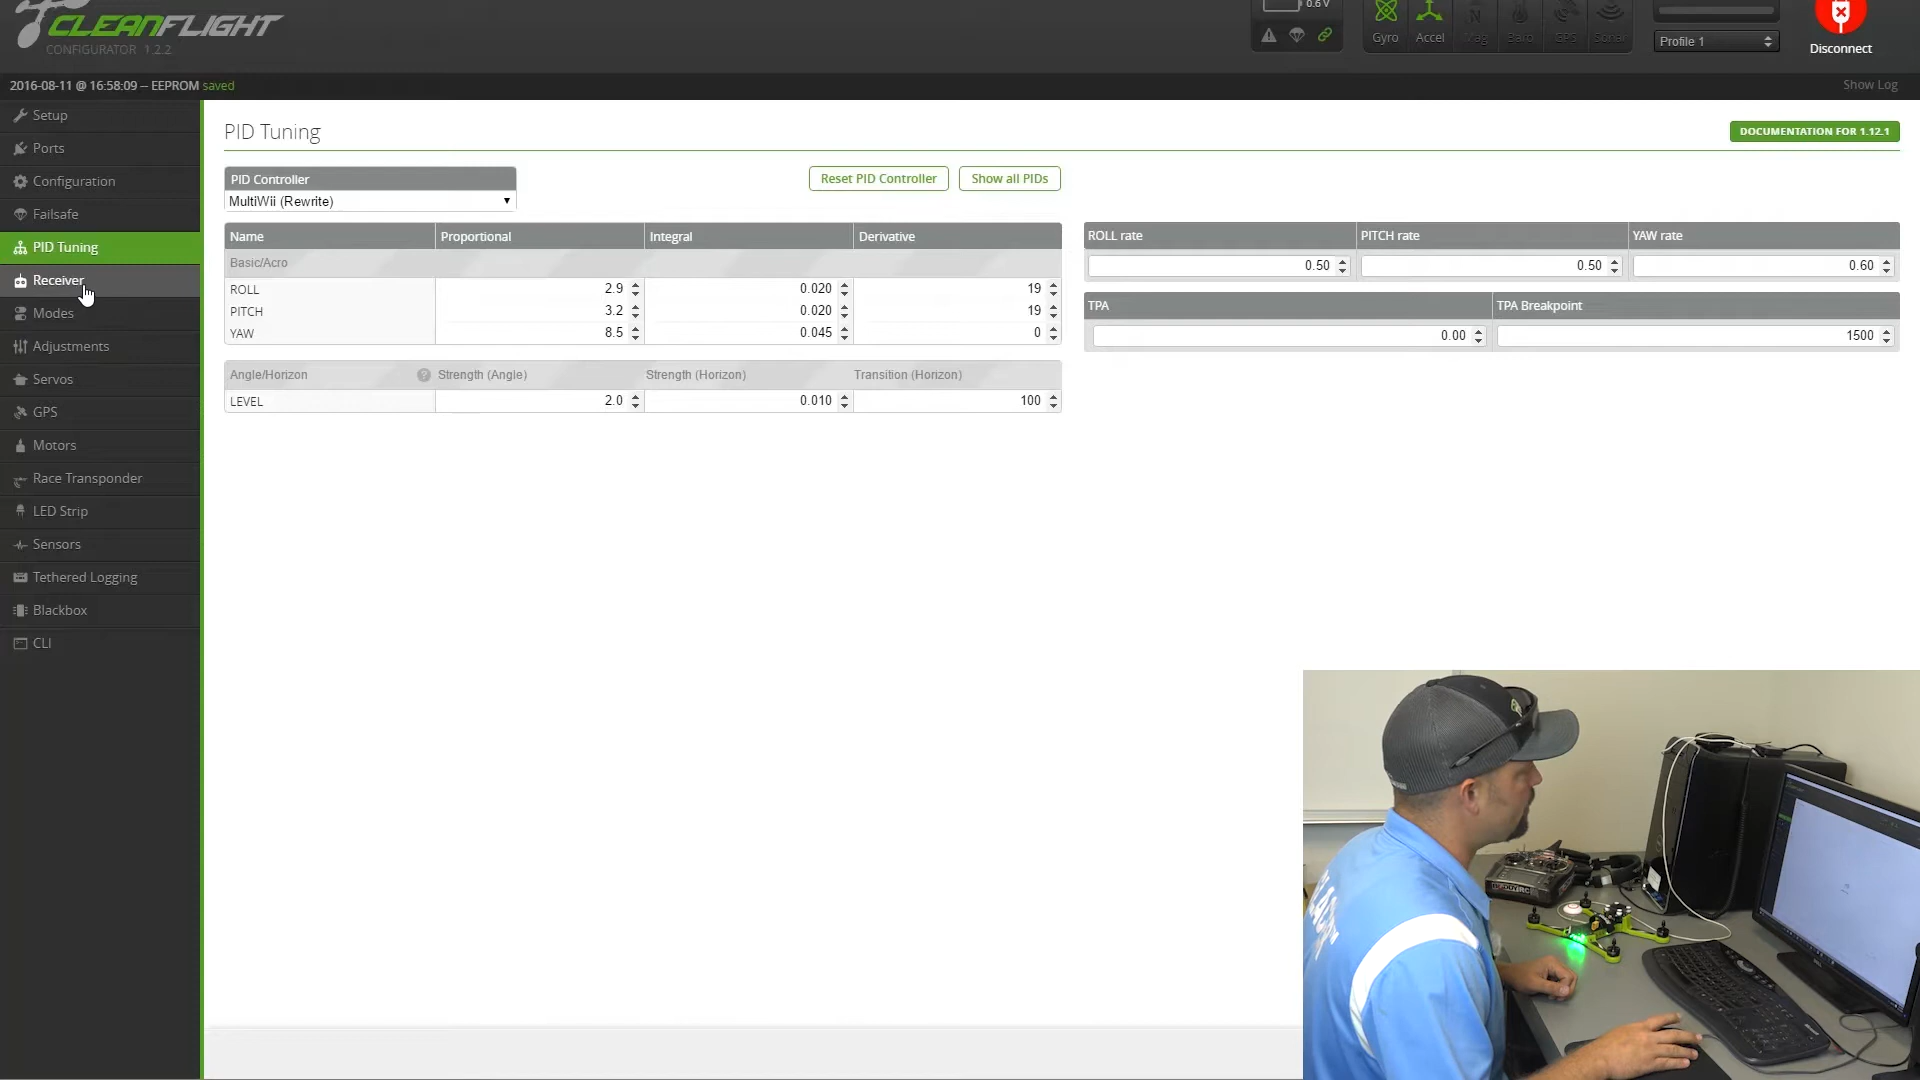 CLEANFLIGHT
CONFIGURATOR 1.2.2
0.6 V
Gyro
Accel
Mag
Baro
GPS
Sonar
Profile 1
Disconnect
2016-08-11 @ 16:58:09 -- EEPROM saved
Show Log
Setup
Ports
Configuration
Failsafe
PID Tuning
Receiver
Modes
Adjustments
Servos
GPS
Motors
Race Transponder
LED Strip
Sensors
Tethered Logging
Blackbox
CLI
PID Tuning
DOCUMENTATION FOR 1.12.1
PID Controller
MultiWii (Rewrite)
Reset PID Controller
Show all PIDs
Name Proportional Integral Derivative
Basic/Acro
ROLL 2.9 0.020 19
PITCH 3.2 0.020 19
YAW 8.5 0.045 0
Angle/Horizon ? Strength (Angle) Strength (Horizon) Transition (Horizon)
LEVEL 2.0 0.010 100
ROLL rate PITCH rate YAW rate
0.50 0.50 0.60
TPA TPA Breakpoint
0.00 1500